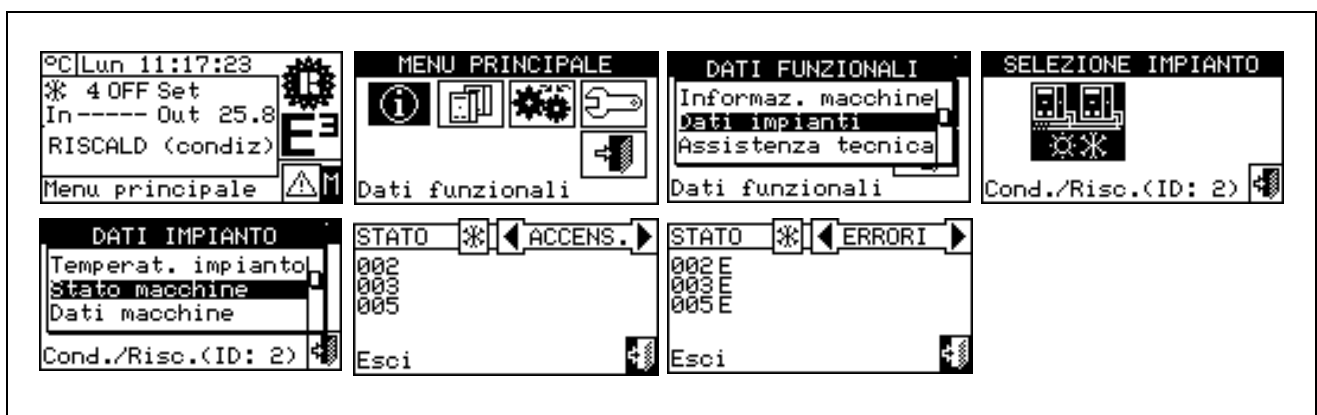 ºC Lun 11:17:23
4 OFF Set
In ----- Out 25.8
RISCALD (condiz)
E³
Menu principale M
MENU PRINCIPALE
Dati funzionali
DATI FUNZIONALI
Informaz. macchine
Dati impianti
Assistenza tecnica
Dati funzionali
SELEZIONE IMPIANTO
Cond./Risc.(ID: 2)
DATI IMPIANTO
Temperat. impianto
Stato macchine
Dati macchine
Cond./Risc.(ID: 2)
STATO ACCENS.
002
003
005
Esci
STATO ERRORI
002 E
003 E
005 E
Esci